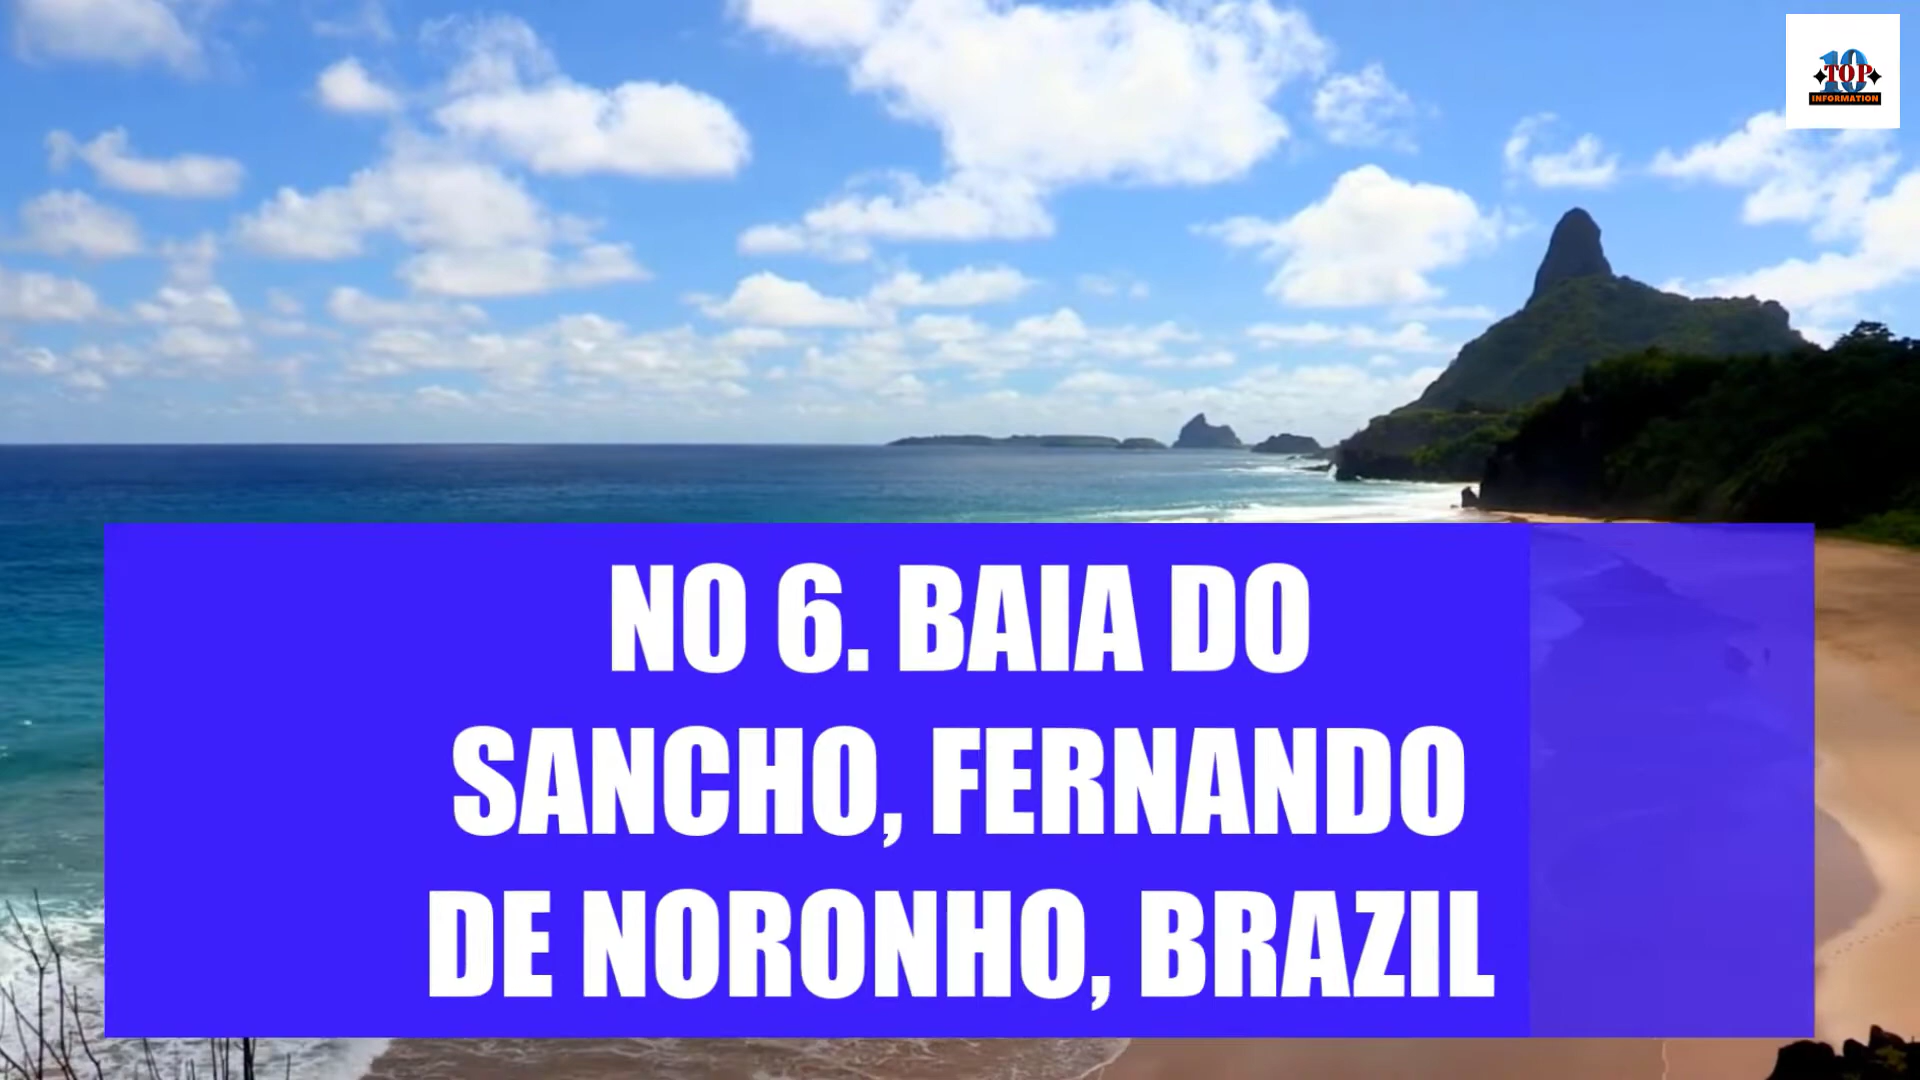 10
TOP
INFORMATION
NO 6. BAIA DO
SANCHO, FERNANDO
DE NORONHO, BRAZIL